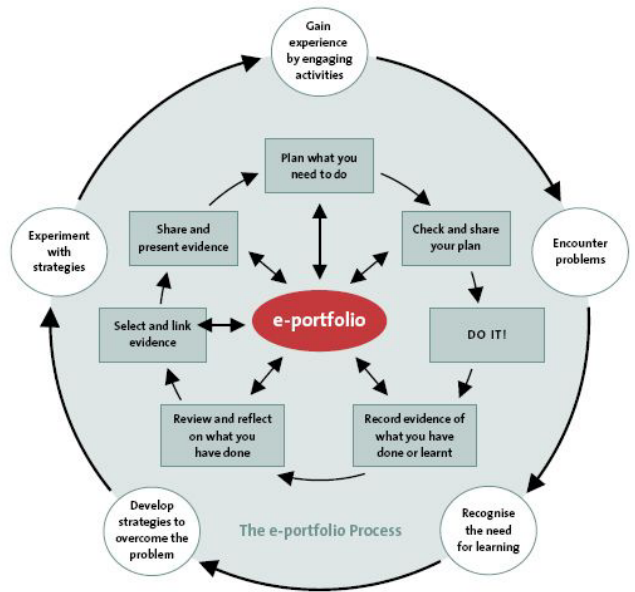 Gain
experience
by engaging
activities
Plan what you
need to do
Share and
present evidence
Check and share
your plan
Experiment
with
strategies
Encounter
problems
e-portfolio
Select and link
evidence
DO IT!
Review and reflect
on what you
have done
Record evidence of
what you have
done or learnt
Develop
strategies to
overcome the
problem
The e-portfolio Process
Recognise
the need
for learning